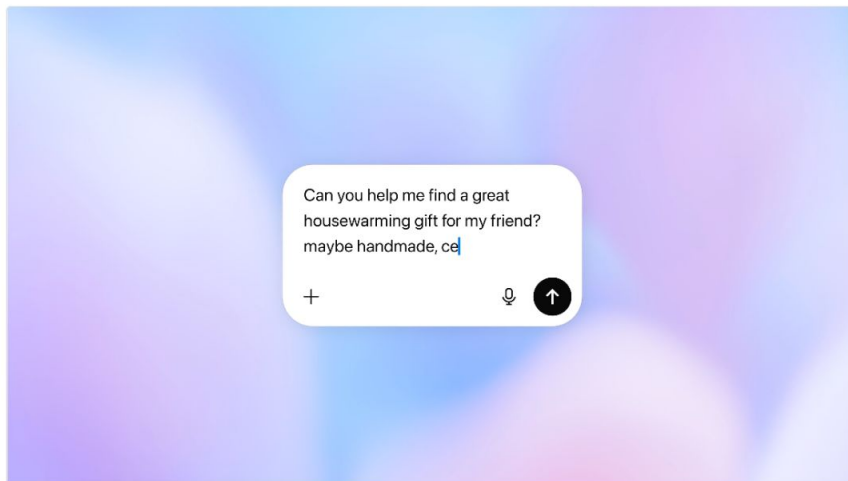 Can you help me find a great
housewarming gift for my friend?
maybe handmade, ce